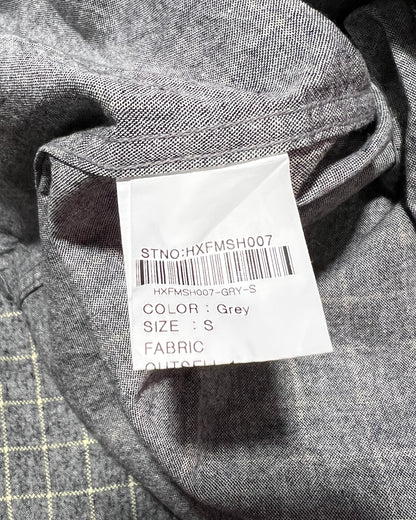 STNO:HXFMSH007
HXFMSH007-GRY-S
COLOR : Grey
SIZE : S
FABRIC